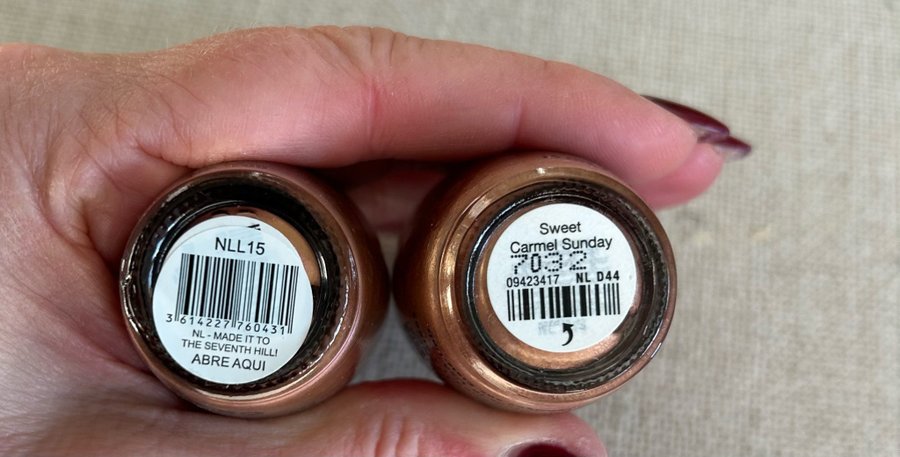 NLL15
3 614227 760431
NL - MADE IT TO
THE SEVENTH HILL!
ABRE AQUI
Sweet
Carmel Sunday
7032
09423417 NL D44